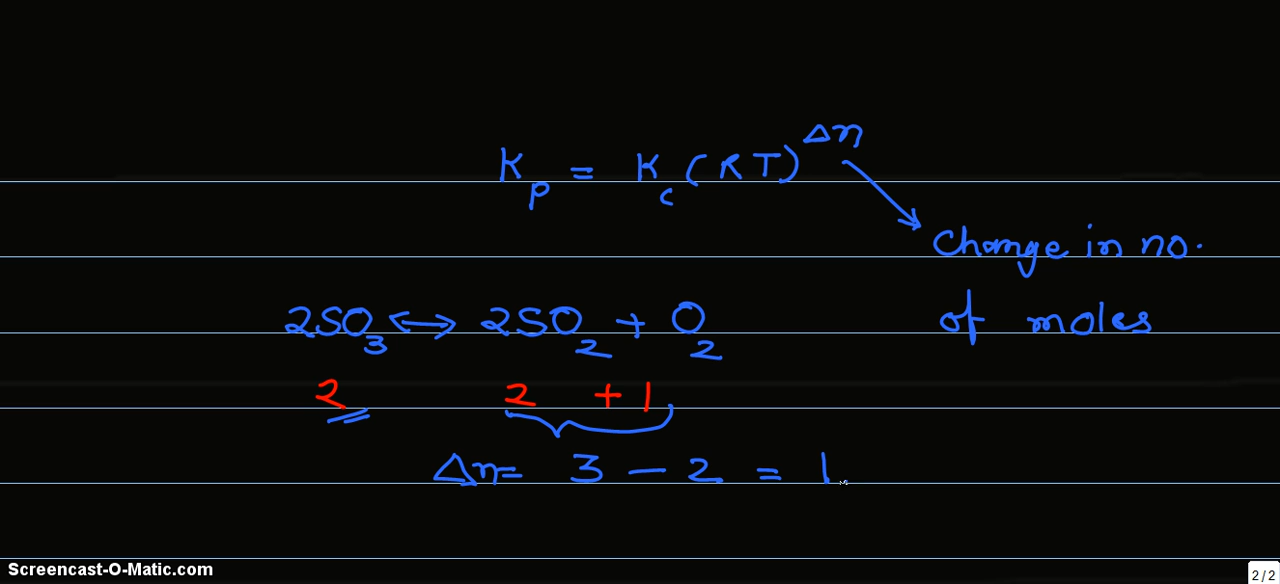 Kp = Kc(RT)^Δn
Change in no.
of moles
2SO₃ ↔ 2SO₂ + O₂
2 2 + 1
Δn = 3 − 2 = 1
Screencast-O-Matic.com
2/2